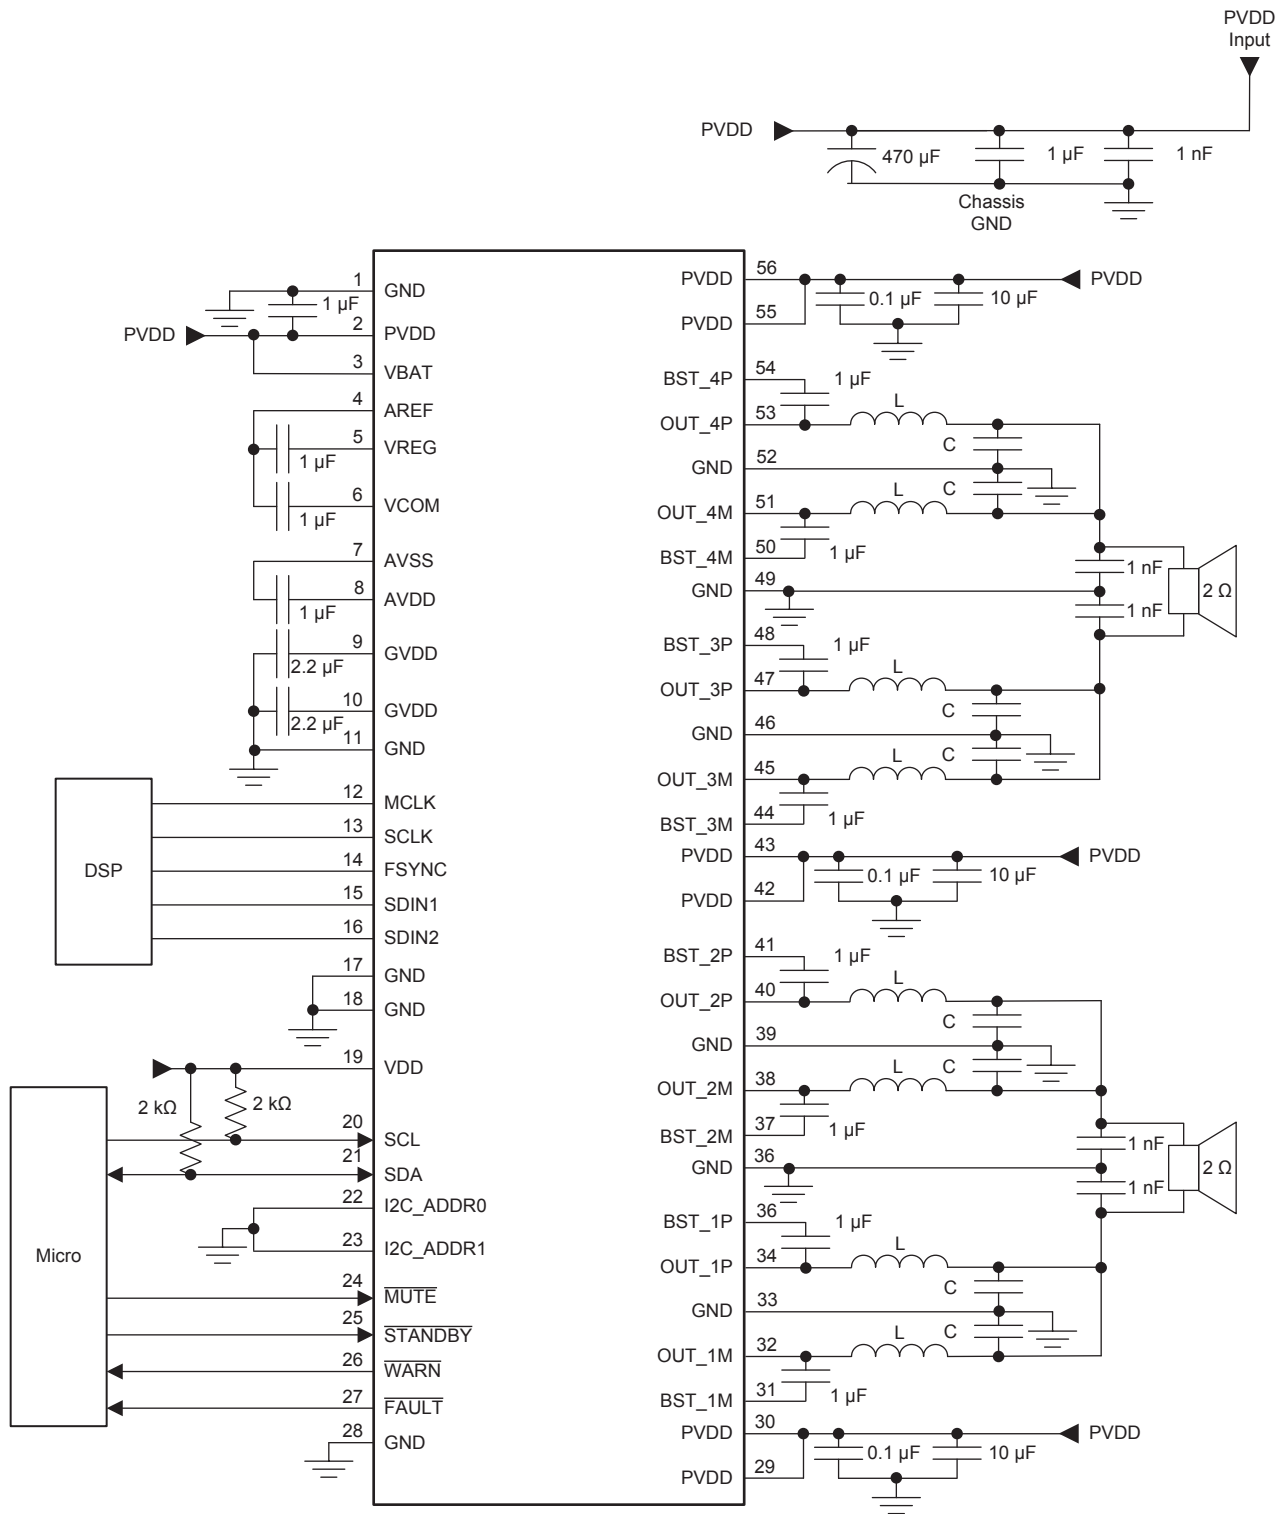 PVDD
Input
PVDD
470 µF
1 µF
1 nF
Chassis
GND
1
GND
1 µF
2
PVDD
PVDD
3
VBAT
4
AREF
5
VREG
1 µF
6
VCOM
1 µF
7
AVSS
8
AVDD
1 µF
9
GVDD
2.2 µF
10
GVDD
2.2 µF
11
GND
DSP
12
MCLK
13
SCLK
14
FSYNC
15
SDIN1
16
SDIN2
17
GND
18
GND
19
VDD
2 kΩ
2 kΩ
Micro
20
SCL
21
SDA
22
I2C_ADDR0
23
I2C_ADDR1
24
MUTE
25
STANDBY
26
WARN
27
FAULT
28
GND
PVDD
56
PVDD
0.1 µF
10 µF
PVDD
55
BST_4P
54
1 µF
OUT_4P
53
L
C
GND
52
C
OUT_4M
51
L
BST_4M
50
1 µF
GND
49
1 nF
1 nF
2 Ω
BST_3P
48
1 µF
OUT_3P
47
L
C
GND
46
C
OUT_3M
45
L
BST_3M
44
1 µF
PVDD
43
PVDD
0.1 µF
10 µF
PVDD
42
BST_2P
41
1 µF
OUT_2P
40
L
C
GND
39
C
OUT_2M
38
L
BST_2M
37
1 µF
GND
36
1 nF
1 nF
2 Ω
BST_1P
36
1 µF
OUT_1P
34
L
C
GND
33
C
OUT_1M
32
L
BST_1M
31
1 µF
PVDD
30
PVDD
0.1 µF
10 µF
PVDD
29